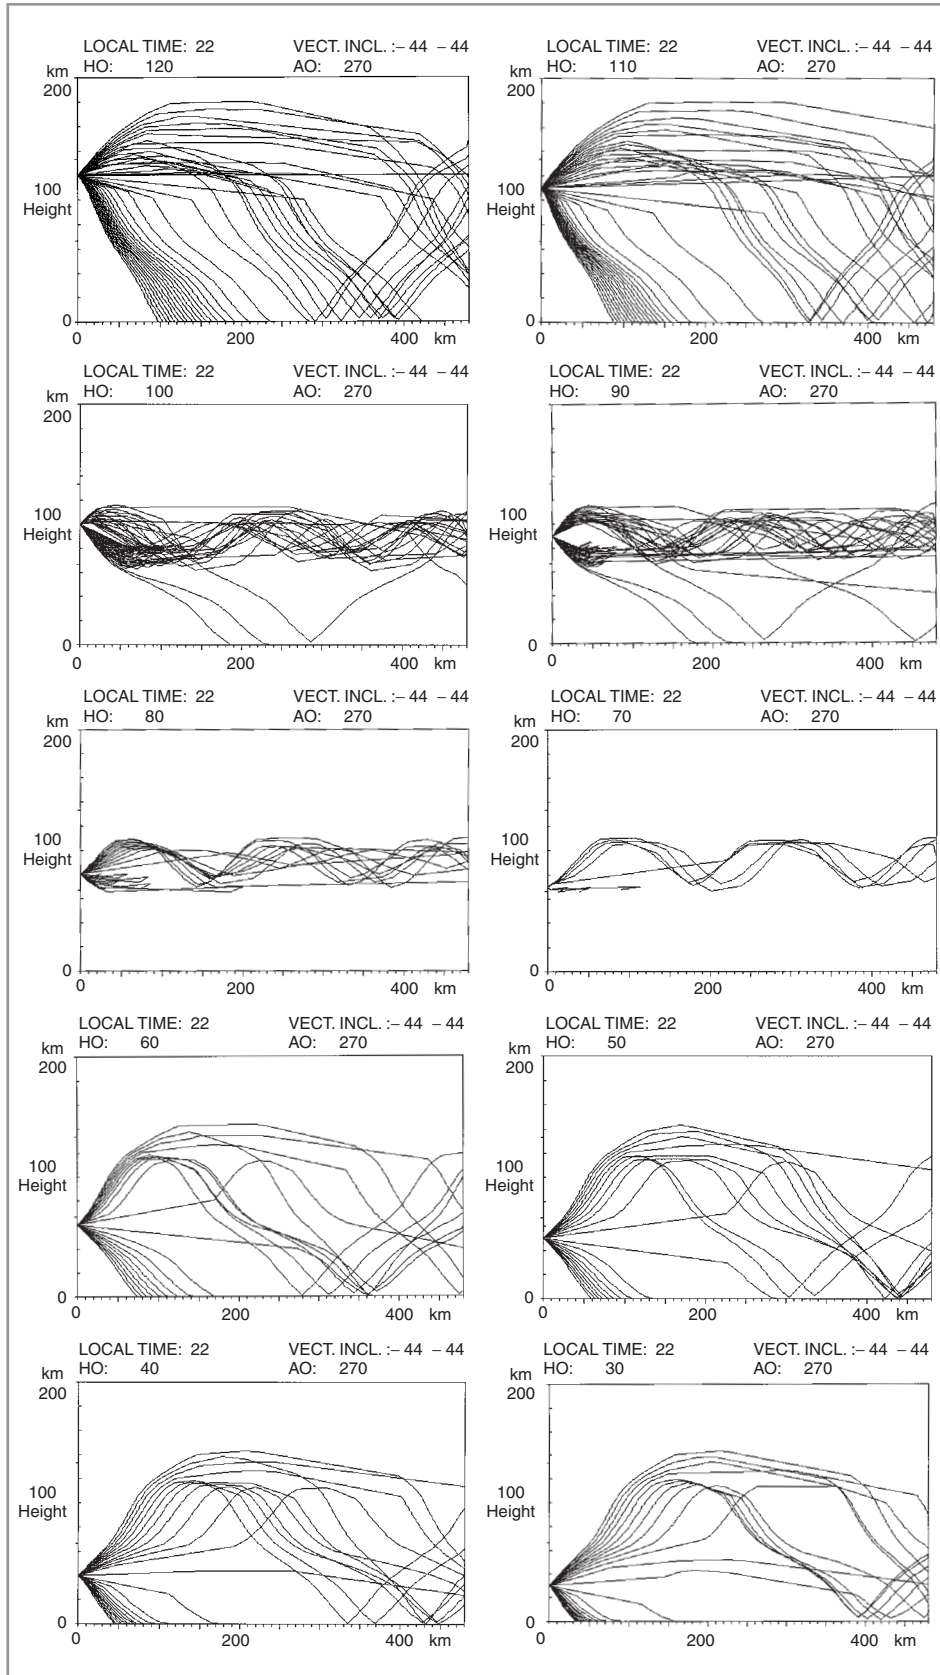 LOCAL TIME: 22 VECT. INCL. :– 44 – 44
km HO: 120 AO: 270
200
100
Height
0
0 200 400 km
LOCAL TIME: 22 VECT. INCL. :– 44 – 44
km HO: 110 AO: 270
200
100
Height
0
0 200 400 km
LOCAL TIME: 22 VECT. INCL. :– 44 – 44
km HO: 100 AO: 270
200
100
Height
0
0 200 400 km
LOCAL TIME: 22 VECT. INCL. :– 44 – 44
km HO: 90 AO: 270
200
100
Height
0
0 200 400 km
LOCAL TIME: 22 VECT. INCL. :– 44 – 44
km HO: 80 AO: 270
200
100
Height
0
0 200 400 km
LOCAL TIME: 22 VECT. INCL. :– 44 – 44
km HO: 70 AO: 270
200
100
Height
0
0 200 400 km
LOCAL TIME: 22 VECT. INCL. :– 44 – 44
km HO: 60 AO: 270
200
100
Height
0
0 200 400 km
LOCAL TIME: 22 VECT. INCL. :– 44 – 44
km HO: 50 AO: 270
200
100
Height
0
0 200 400 km
LOCAL TIME: 22 VECT. INCL. :– 44 – 44
km HO: 40 AO: 270
200
100
Height
0
0 200 400 km
LOCAL TIME: 22 VECT. INCL. :– 44 – 44
km HO: 30 AO: 270
200
100
Height
0
0 200 400 km